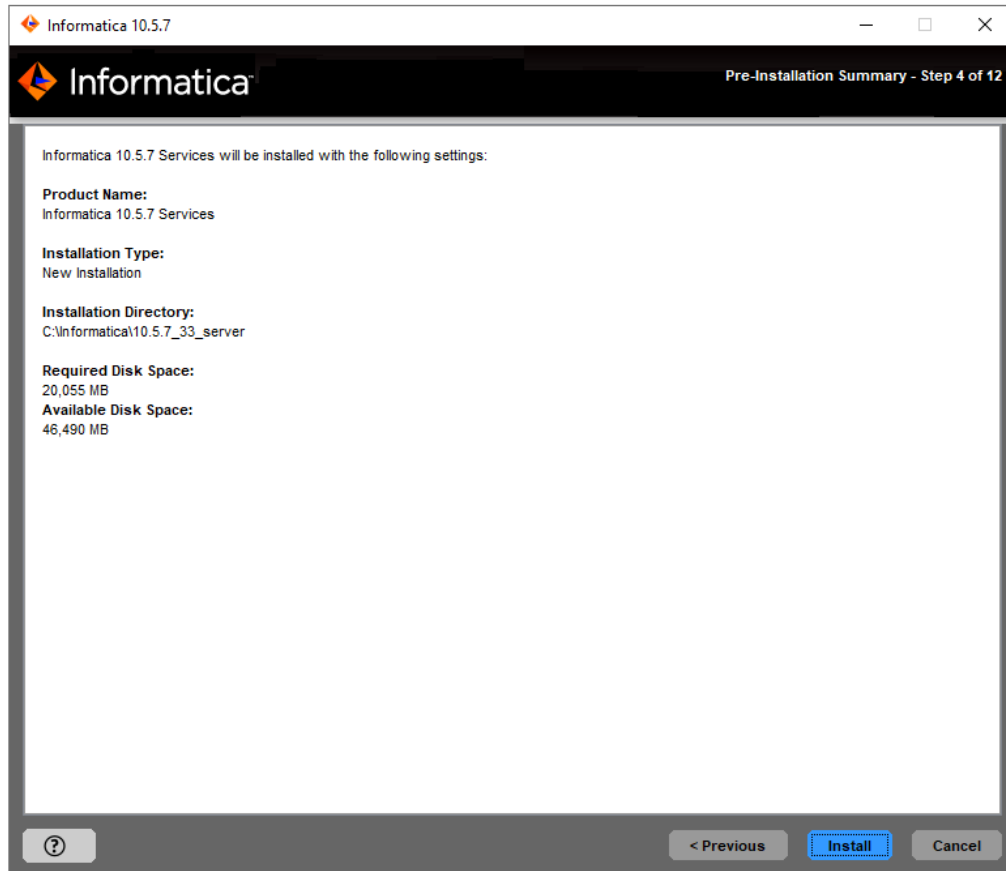 Informatica 10.5.7
Informatica
Pre-Installation Summary - Step 4 of 12
Informatica 10.5.7 Services will be installed with the following settings:
Product Name:
Informatica 10.5.7 Services
Installation Type:
New Installation
Installation Directory:
C:\Informatica\10.5.7_33_server
Required Disk Space:
20,055 MB
Available Disk Space:
46,490 MB
?
< Previous
Install
Cancel